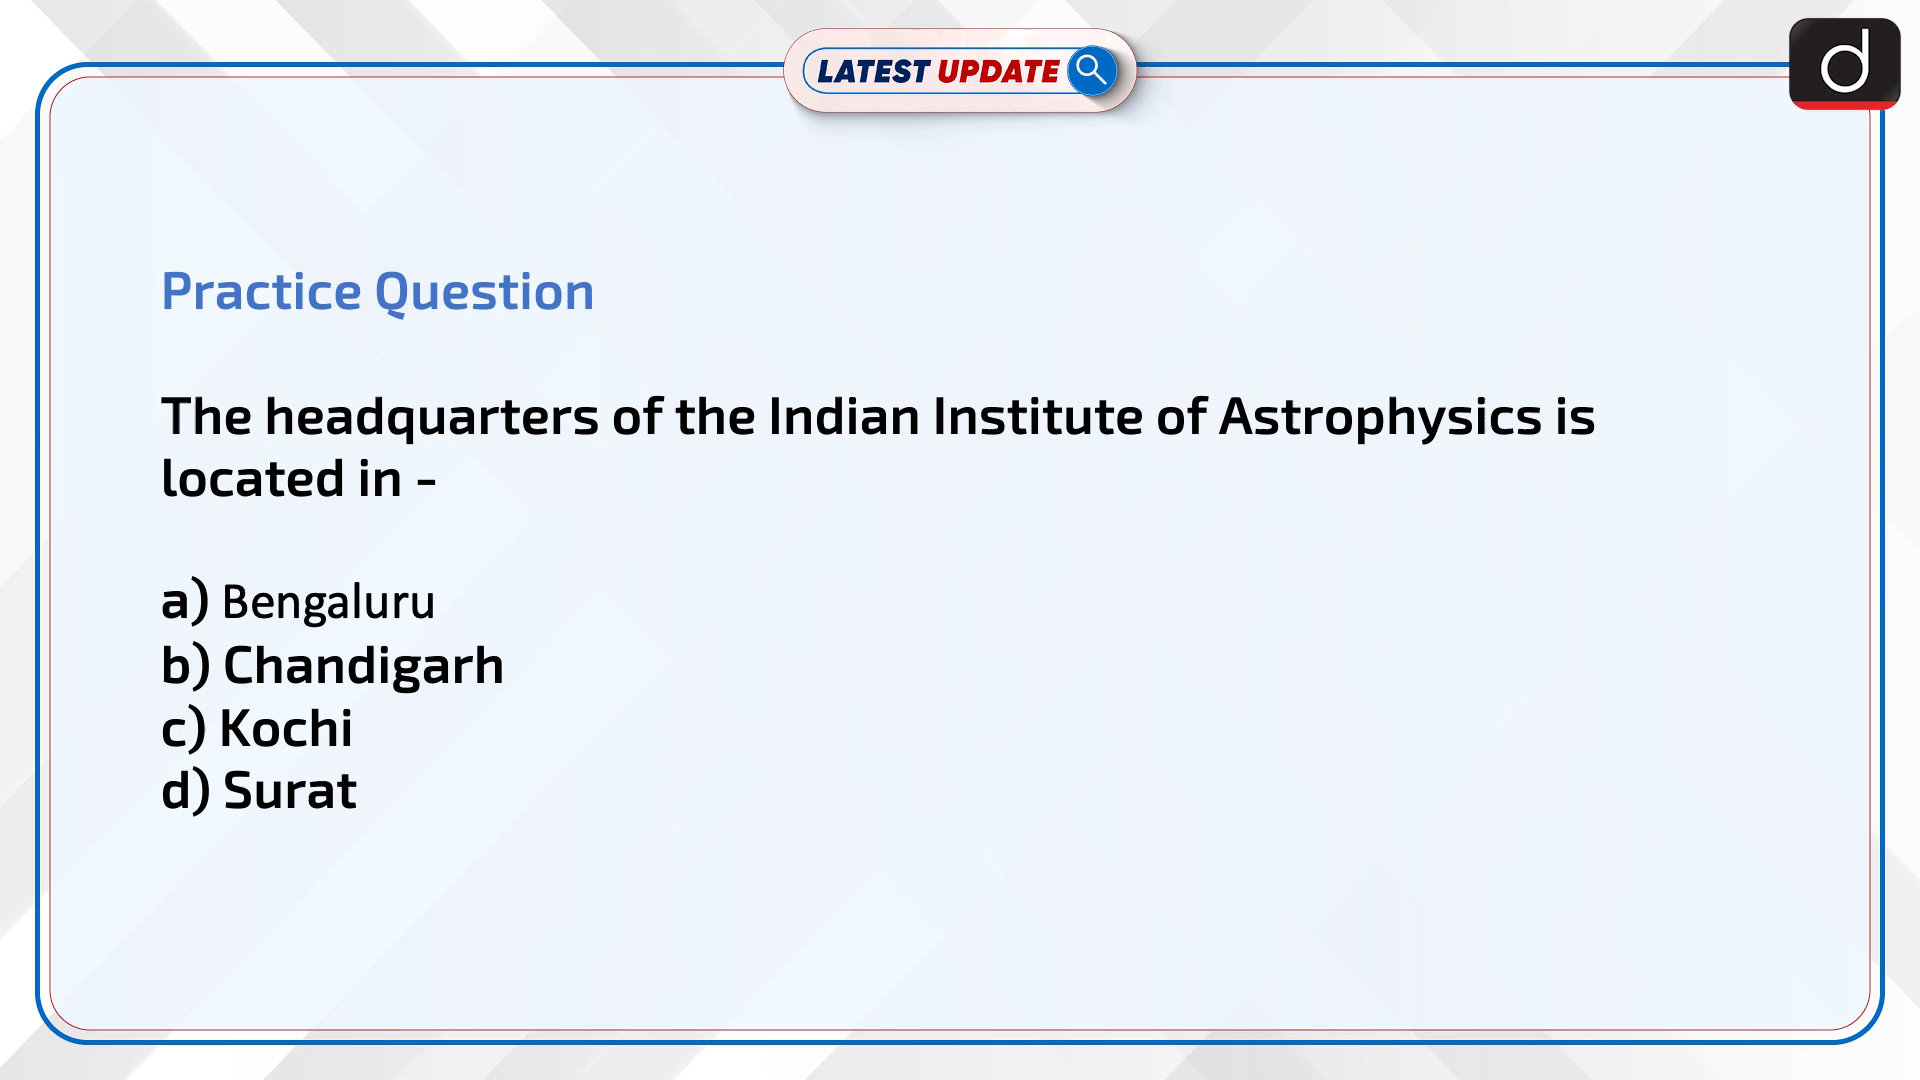 LATEST UPDATE
d
Practice Question
The headquarters of the Indian Institute of Astrophysics is
located in -
a) Bengaluru
b) Chandigarh
c) Kochi
d) Surat